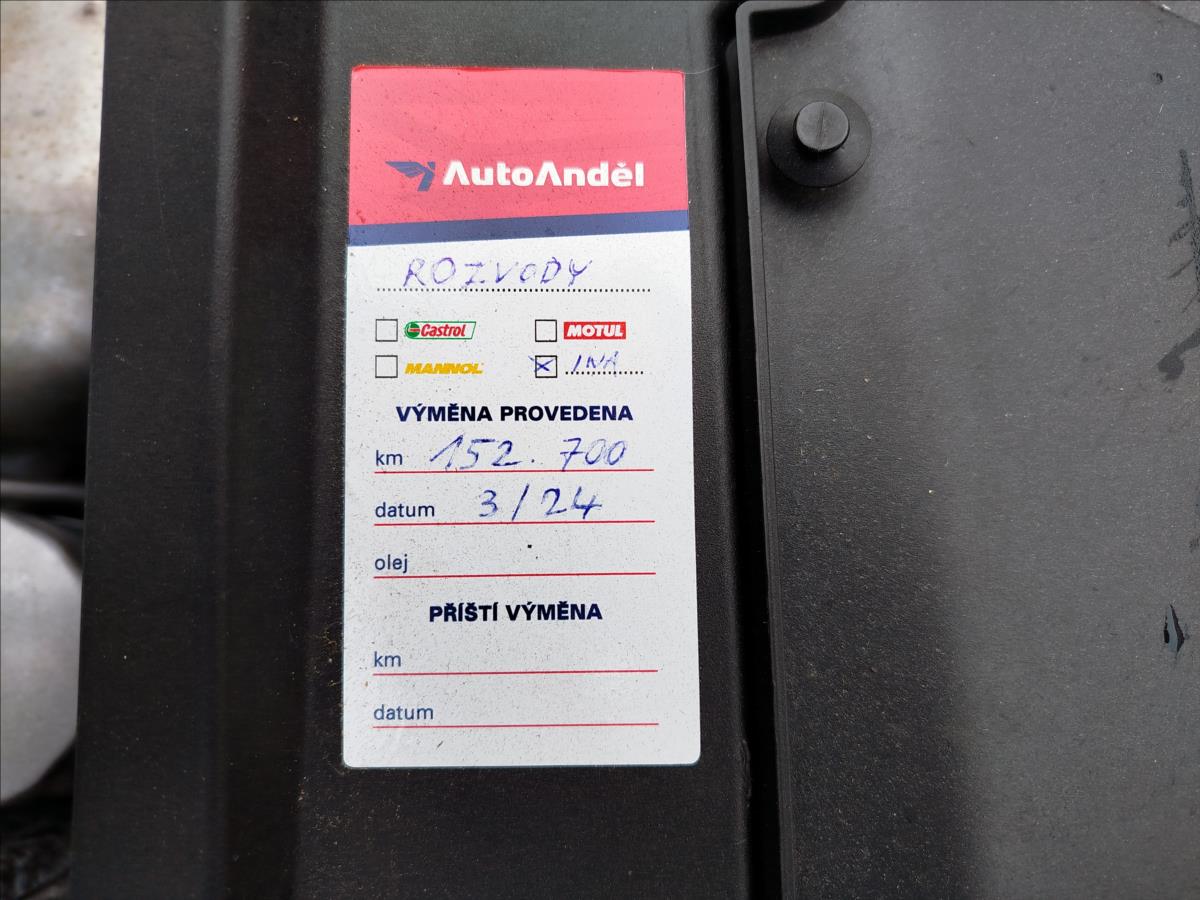 AutoAnděl
ROZVODY
Castrol MOTUL
MANNOL INA
VÝMĚNA PROVEDENA
km 152.700
datum 3/24
olej
PŘÍŠTÍ VÝMĚNA
km
datum